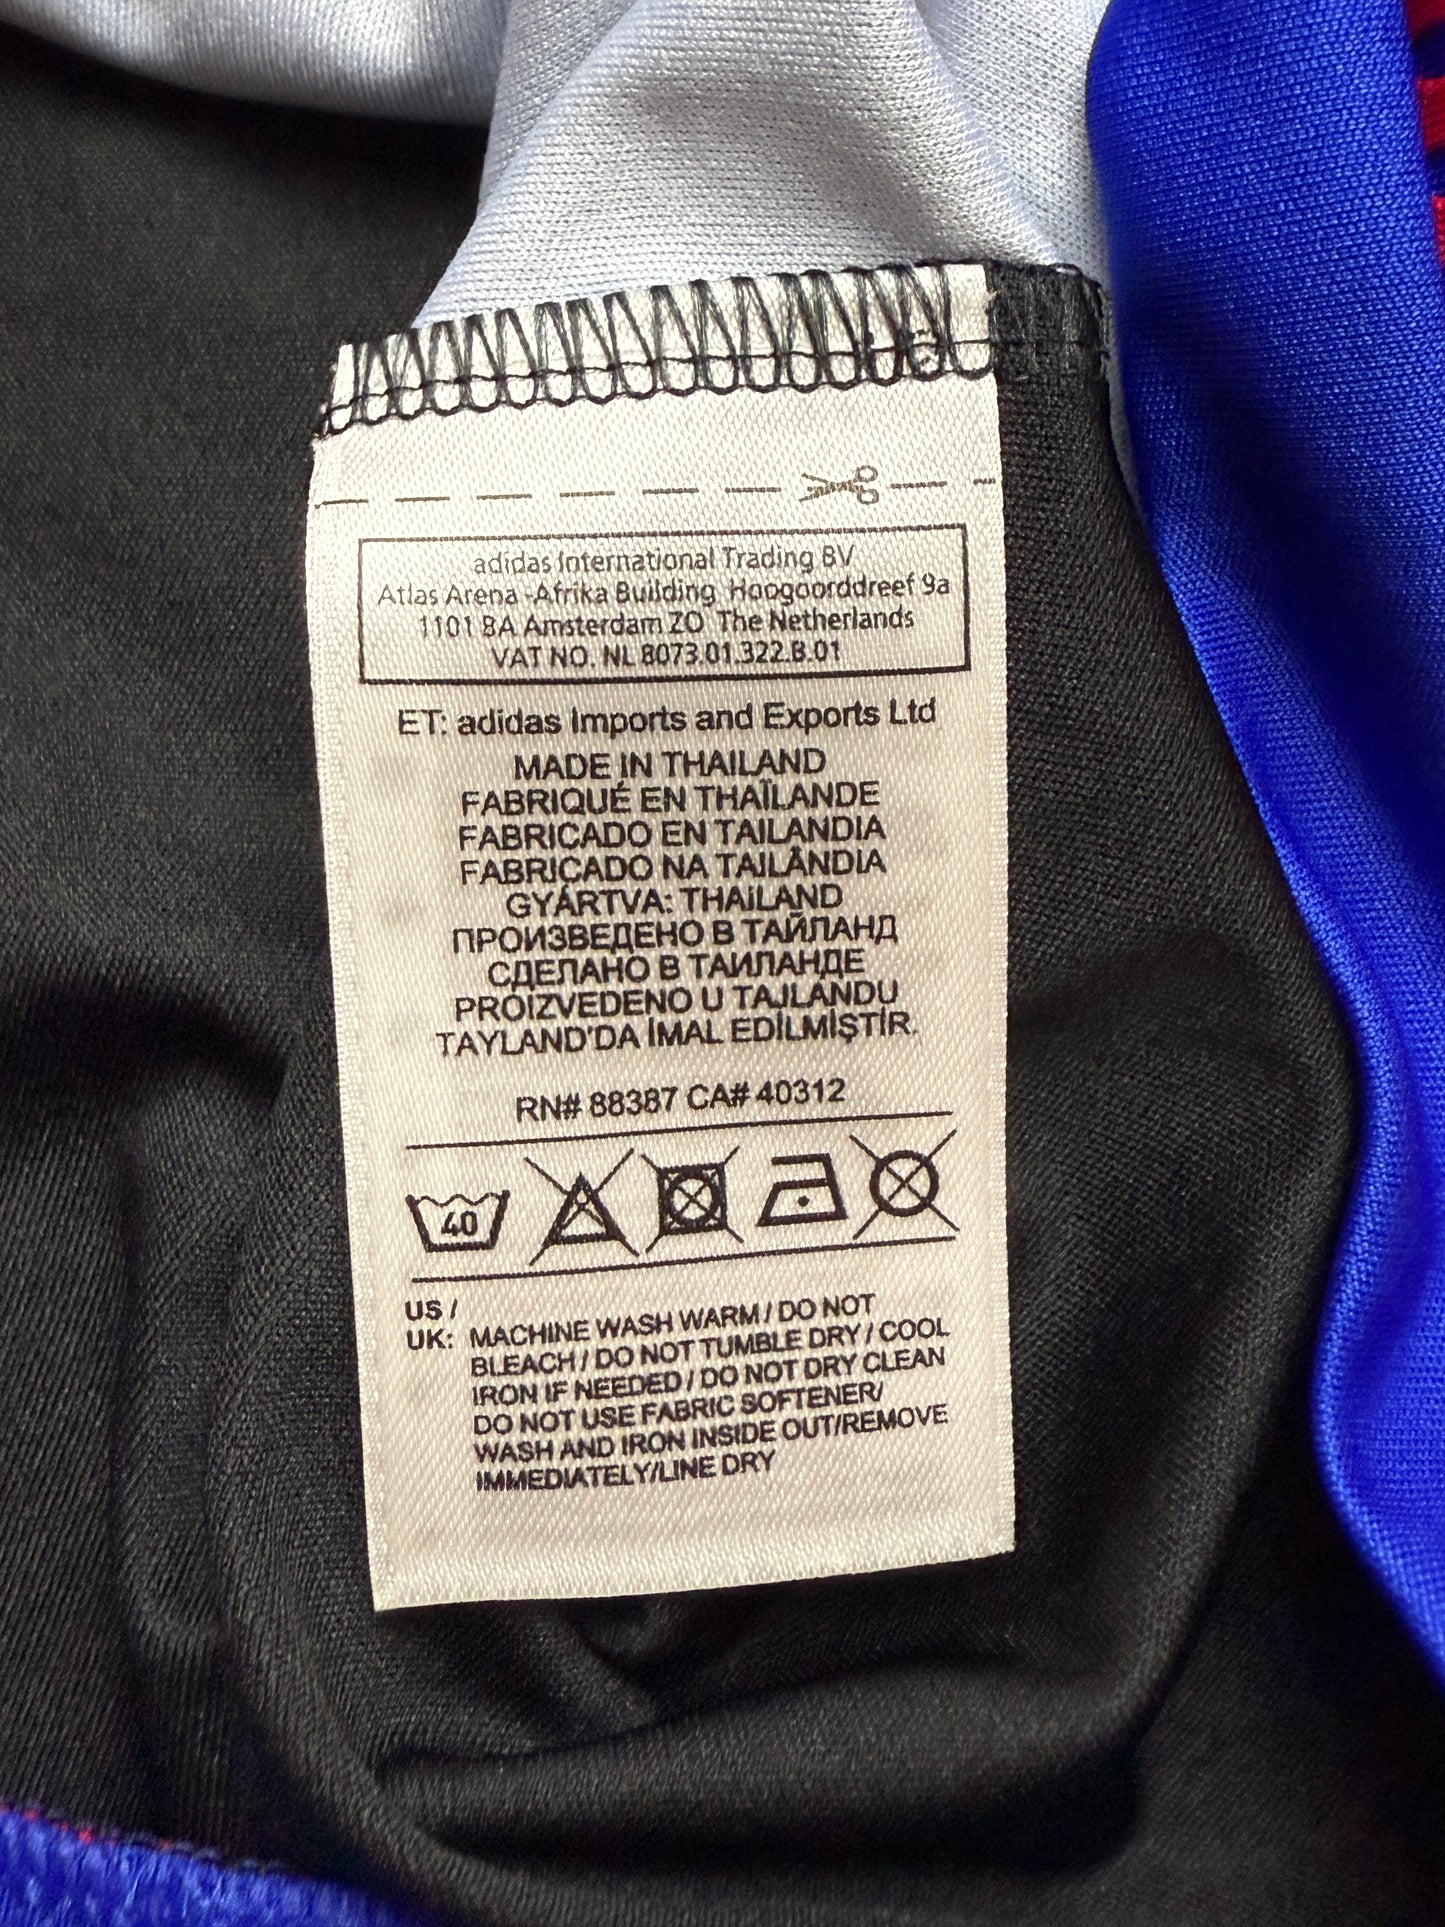 adidas International Trading BV
Atlas Arena -Afrika Building Hoogoorddreef 9a
1101 BA Amsterdam ZO The Netherlands
VAT NO. NL 8073.01.322.B.01
ET: adidas Imports and Exports Ltd
MADE IN THAILAND
FABRIQUÉ EN THAÏLANDE
FABRICADO EN TAILANDIA
FABRICADO NA TAILÂNDIA
GYÁRTVA: THAILAND
ПРОИЗВЕДЕНО В ТАЙЛАНД
СДЕЛАНО В ТАИЛАНДЕ
PROIZVEDENO U TAJLANDU
TAYLAND'DA İMAL EDİLMİŞTİR.
RN# 88387 CA# 40312
40
US /
UK: MACHINE WASH WARM / DO NOT
BLEACH / DO NOT TUMBLE DRY / COOL
IRON IF NEEDED / DO NOT DRY CLEAN
DO NOT USE FABRIC SOFTENER/
WASH AND IRON INSIDE OUT/REMOVE
IMMEDIATELY/LINE DRY